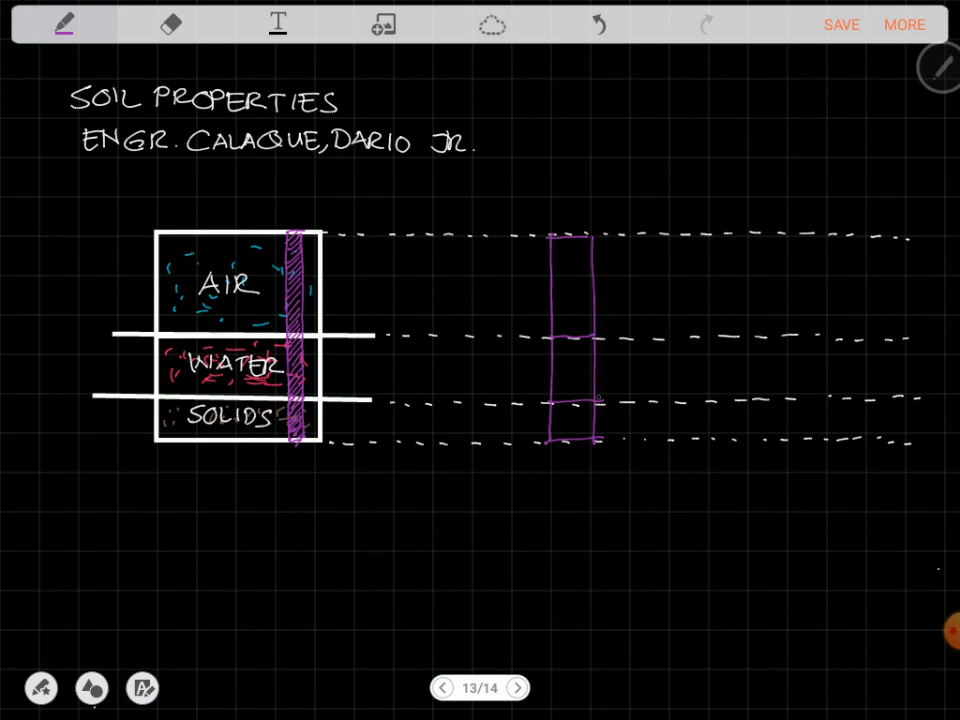 T
SAVE
MORE
SOIL PROPERTIES
ENGR. CALAQUE, DARIO JR.
AIR
WATER
SOLIDS
13/14